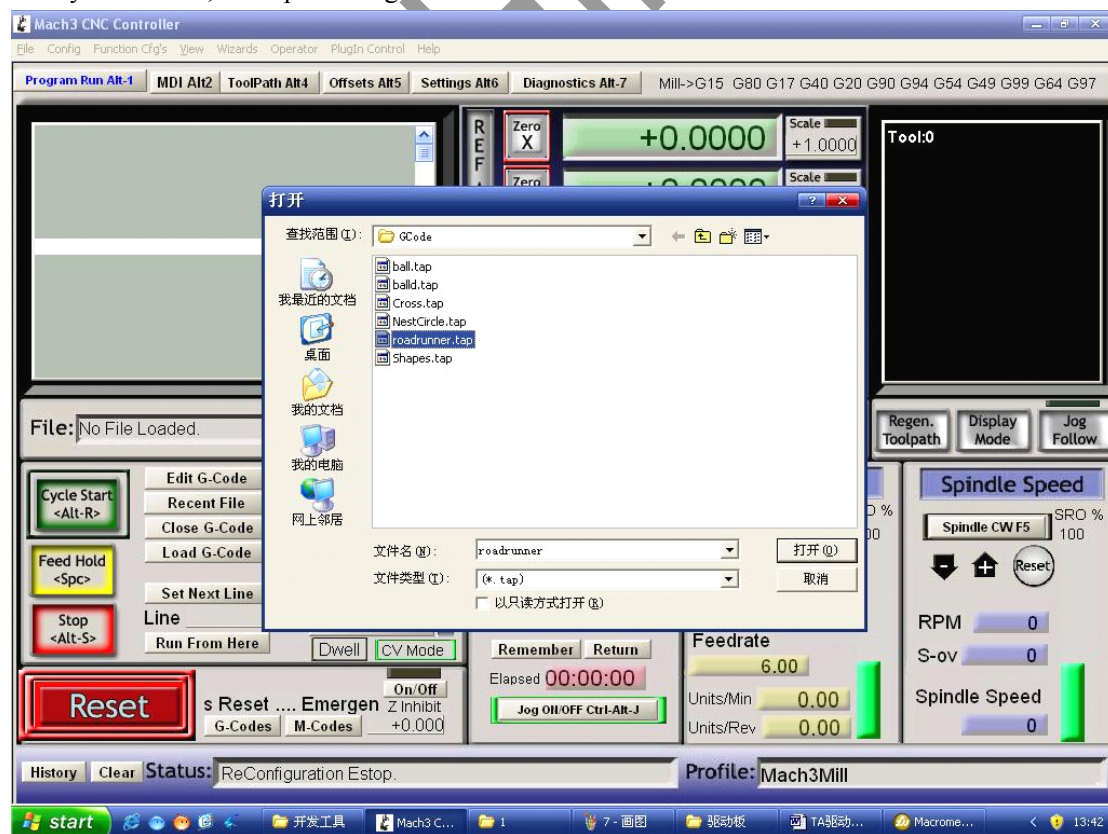 Mach3 CNC Controller
File Config Function Cfg's View Wizards Operator PlugIn Control Help
Program Run Alt-1 MDI Alt2 ToolPath Alt4 Offsets Alt5 Settings Alt6 Diagnostics Alt-7 Mill->G15 G80 G17 G40 G20 G90 G94 G54 G49 G99 G64 G97
REF
Zero X
+0.0000
Scale
+1.0000
Tool:0
Zero
Scale
打开
查找范围(I):
GCode
我最近的文档
桌面
我的文档
我的电脑
网上邻居
ball.tap
balld.tap
Cross.tap
NestCircle.tap
roadrunner.tap
Shapes.tap
文件名(N):
roadrunner
打开(O)
文件类型(T):
(*.tap)
取消
以只读方式打开(R)
File: No File Loaded.
Regen. Toolpath
Display Mode
Jog Follow
Cycle Start
<Alt-R>
Feed Hold
<Spc>
Stop
<Alt-S>
Edit G-Code
Recent File
Close G-Code
Load G-Code
Set Next Line
Line
Run From Here
Dwell
CV Mode
Reset
s Reset .... Emergen
G-Codes
M-Codes
On/Off
Z Inhibit
+0.000
Remember
Return
Elapsed 00:00:00
Jog ON/OFF Ctrl-Alt-J
Feedrate
6.00
Units/Min 0.00
Units/Rev 0.00
Spindle Speed
Spindle CW F5
SRO %
100
Reset
RPM 0
S-ov 0
Spindle Speed
0
History Clear Status: ReConfiguration Estop.
Profile: Mach3Mill
start
开发工具
Mach3 C...
1
7 - 画图
驱动板
TA驱动...
Macrome...
13:42